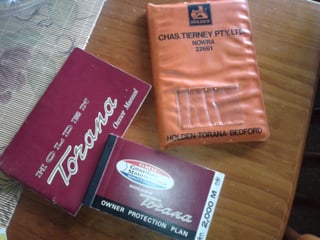 HOLDEN
CHAS. TIERNEY PTY. LTD.
NOWRA
22661
HOLDEN·TORANA·BEDFORD
HOLDEN
Torana
Owner Manual
Torana
OWNER PROTECTION PLAN
2,000 M